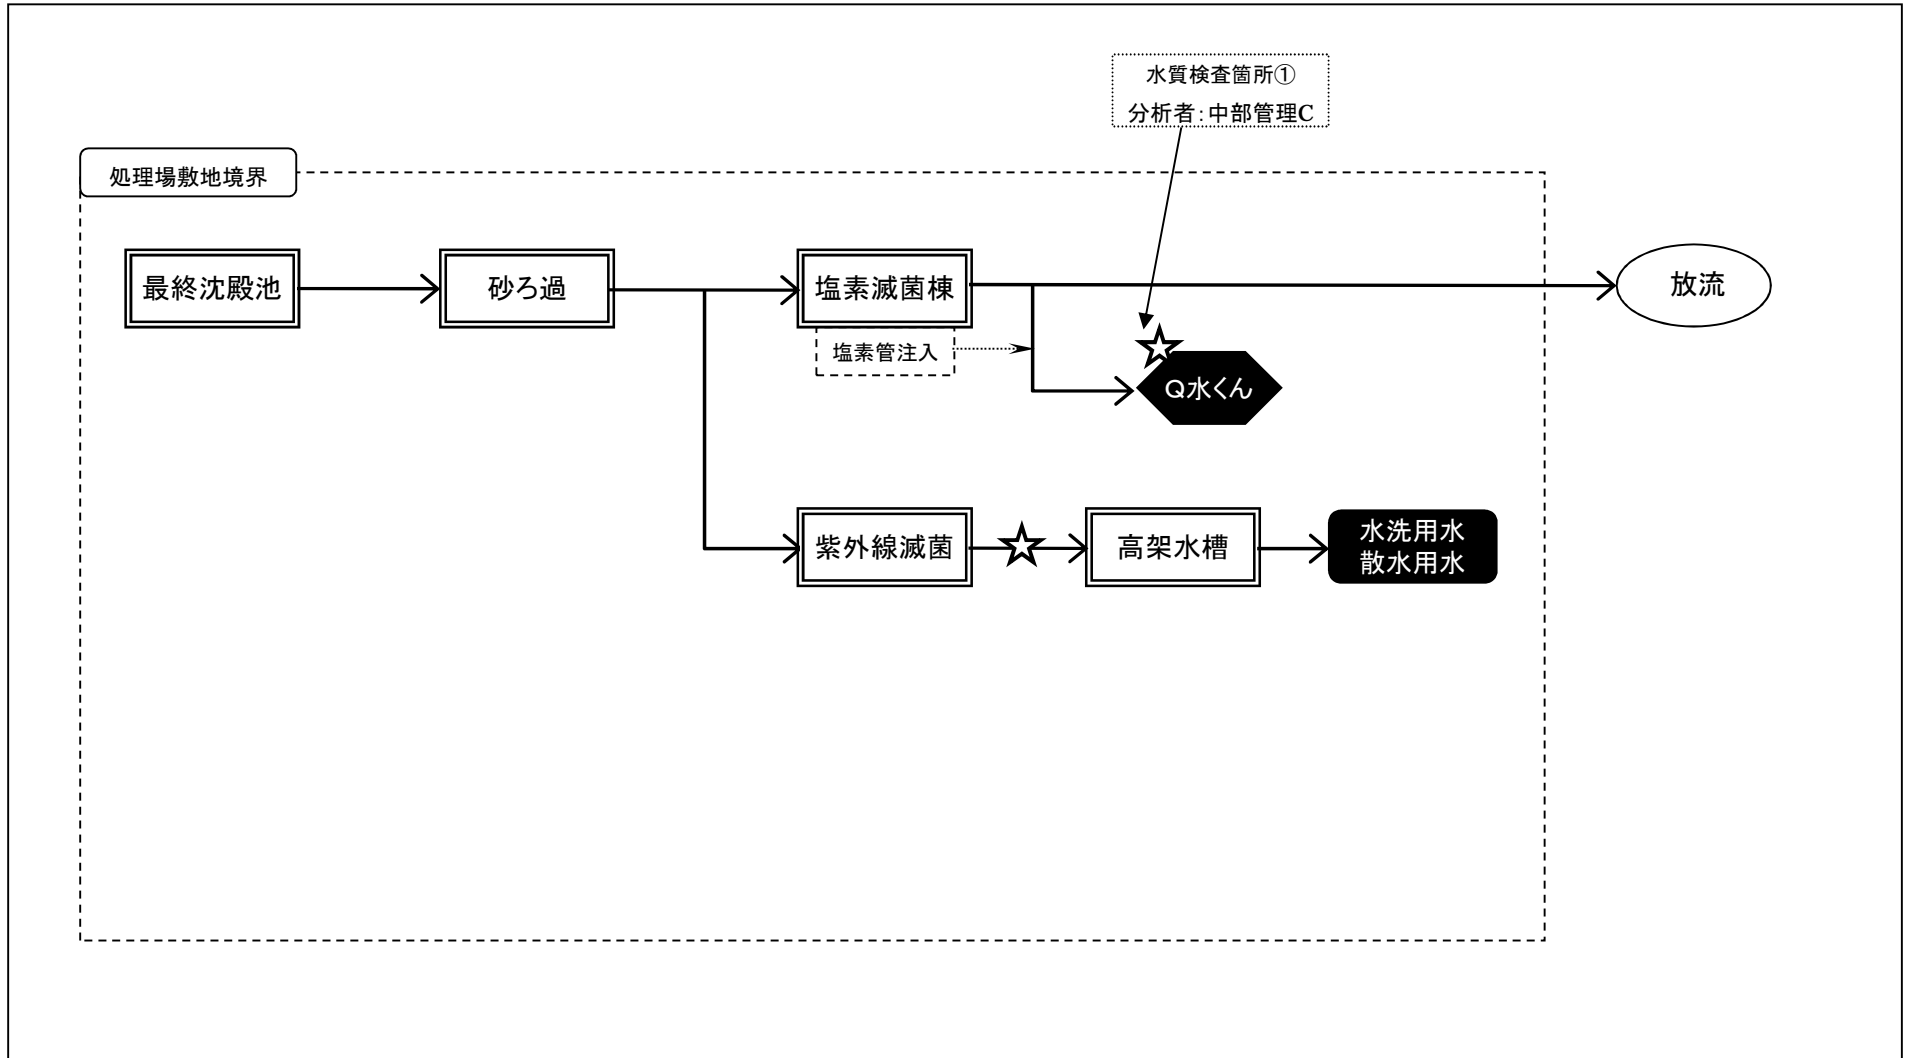 水質検査箇所①
分析者:中部管理C
処理場敷地境界
最終沈殿池
砂ろ過
塩素滅菌棟
放流
塩素管注入
Q水くん
紫外線滅菌
高架水槽
水洗用水
散水用水